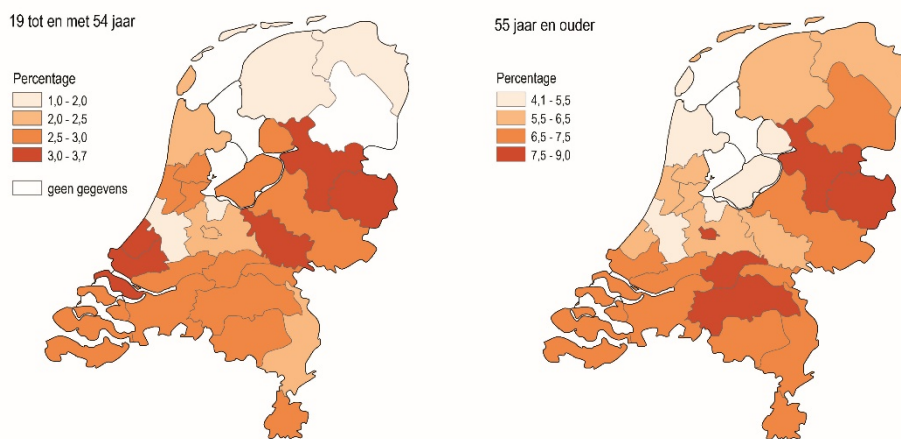 19 tot en met 54 jaar
Percentage
1,0 - 2,0
2,0 - 2,5
2,5 - 3,0
3,0 - 3,7
geen gegevens
55 jaar en ouder
Percentage
4,1 - 5,5
5,5 - 6,5
6,5 - 7,5
7,5 - 9,0